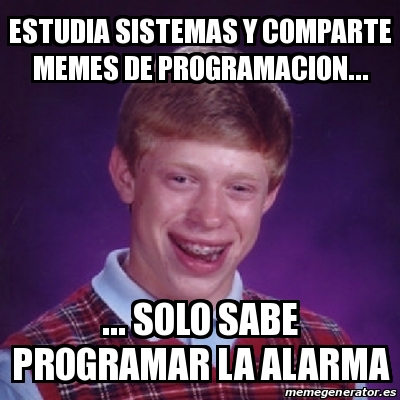 ESTUDIA SISTEMAS Y COMPARTE
MEMES DE PROGRAMACION...
... SOLO SABE
PROGRAMAR LA ALARMA
memegenerator.es